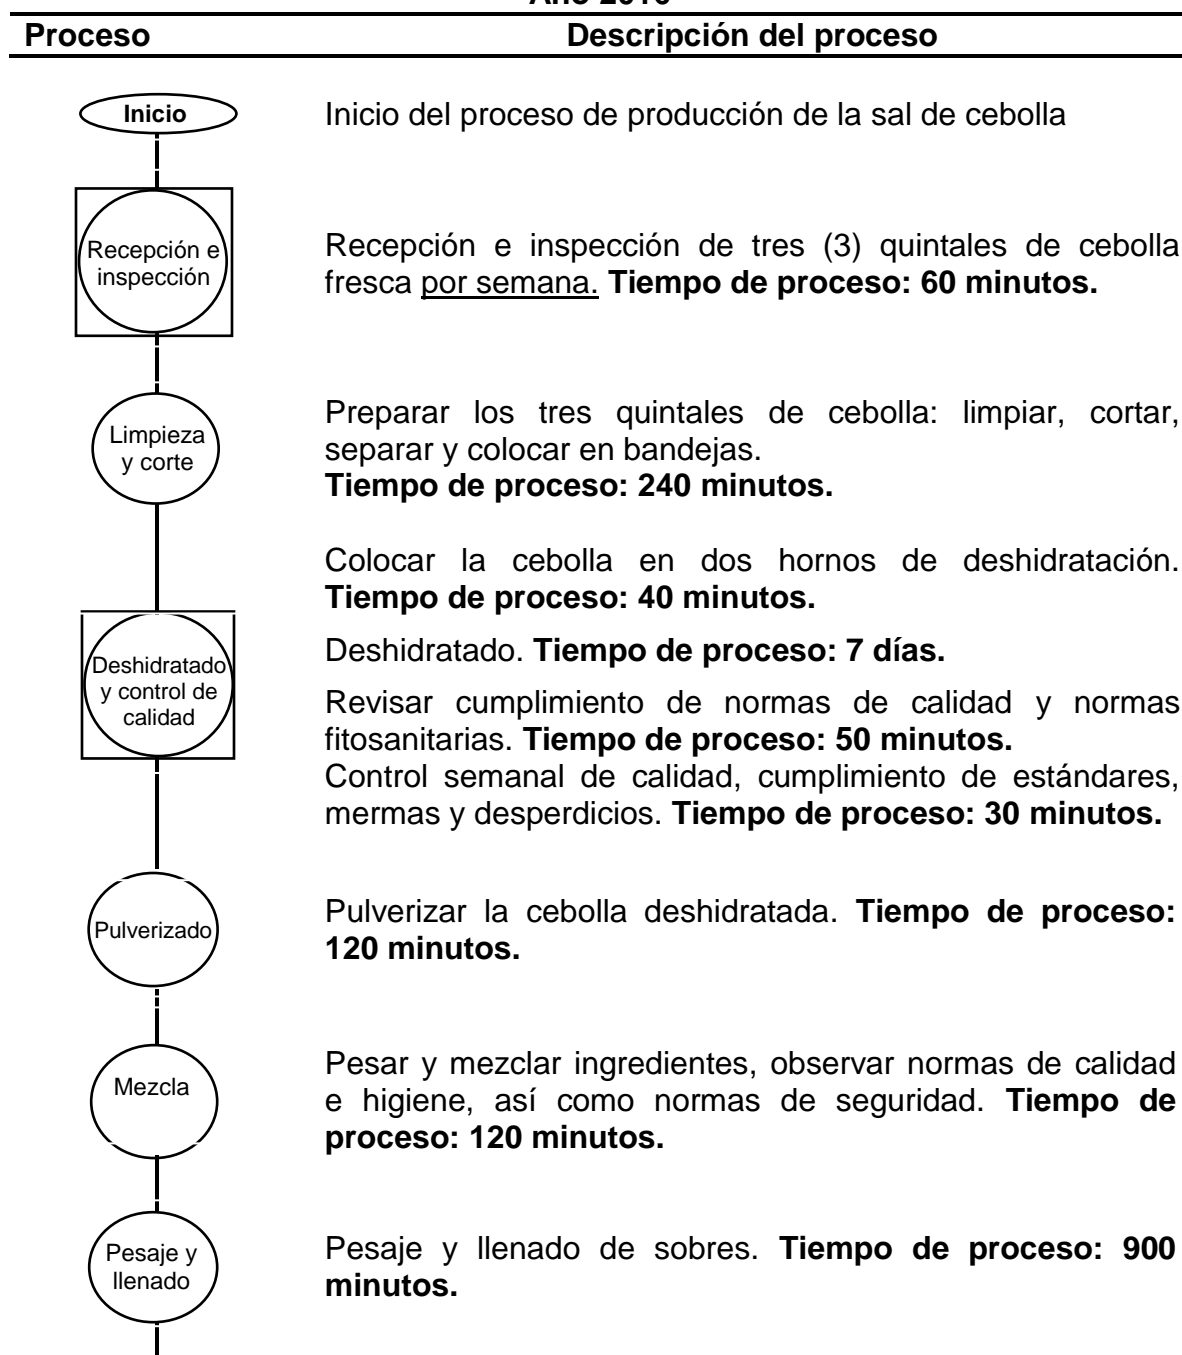 Proceso Descripción del proceso
Inicio
Inicio del proceso de producción de la sal de cebolla
Recepción e
inspección
Recepción e inspección de tres (3) quintales de cebolla
fresca por semana. Tiempo de proceso: 60 minutos.
Limpieza
y corte
Preparar los tres quintales de cebolla: limpiar, cortar,
separar y colocar en bandejas.
Tiempo de proceso: 240 minutos.
Colocar la cebolla en dos hornos de deshidratación.
Tiempo de proceso: 40 minutos.
Deshidratado
y control de
calidad
Deshidratado. Tiempo de proceso: 7 días.
Revisar cumplimiento de normas de calidad y normas
fitosanitarias. Tiempo de proceso: 50 minutos.
Control semanal de calidad, cumplimiento de estándares,
mermas y desperdicios. Tiempo de proceso: 30 minutos.
Pulverizado
Pulverizar la cebolla deshidratada. Tiempo de proceso:
120 minutos.
Mezcla
Pesar y mezclar ingredientes, observar normas de calidad
e higiene, así como normas de seguridad. Tiempo de
proceso: 120 minutos.
Pesaje y
llenado
Pesaje y llenado de sobres. Tiempo de proceso: 900
minutos.